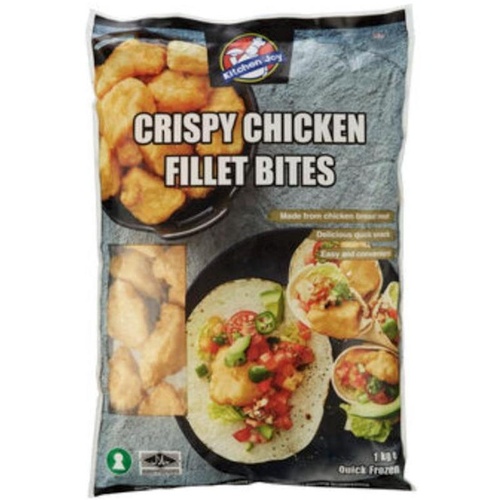 Kitchen Joy
CRISPY CHICKEN
FILLET BITES
Made from chicken breast meat
Delicious quick snack
Easy and convenient
1 kg e
Quick Frozen